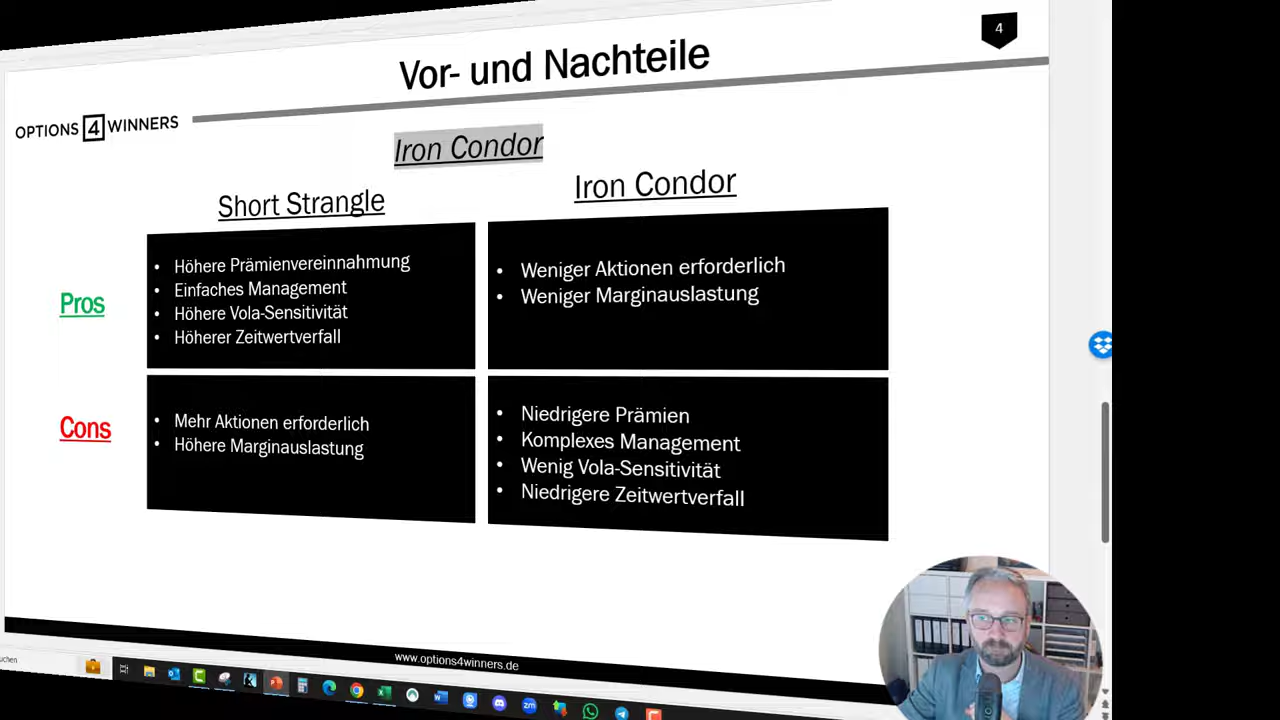 4
Vor- und Nachteile
OPTIONS 4 WINNERS
Iron Condor
Short Strangle
Iron Condor
Pros
• Höhere Prämienvereinnahmung
• Einfaches Management
• Höhere Vola-Sensitivität
• Höherer Zeitwertverfall
• Weniger Aktionen erforderlich
• Weniger Marginauslastung
Cons
• Mehr Aktionen erforderlich
• Höhere Marginauslastung
• Niedrigere Prämien
• Komplexes Management
• Wenig Vola-Sensitivität
• Niedrigere Zeitwertverfall
www.options4winners.de
uchen
zm